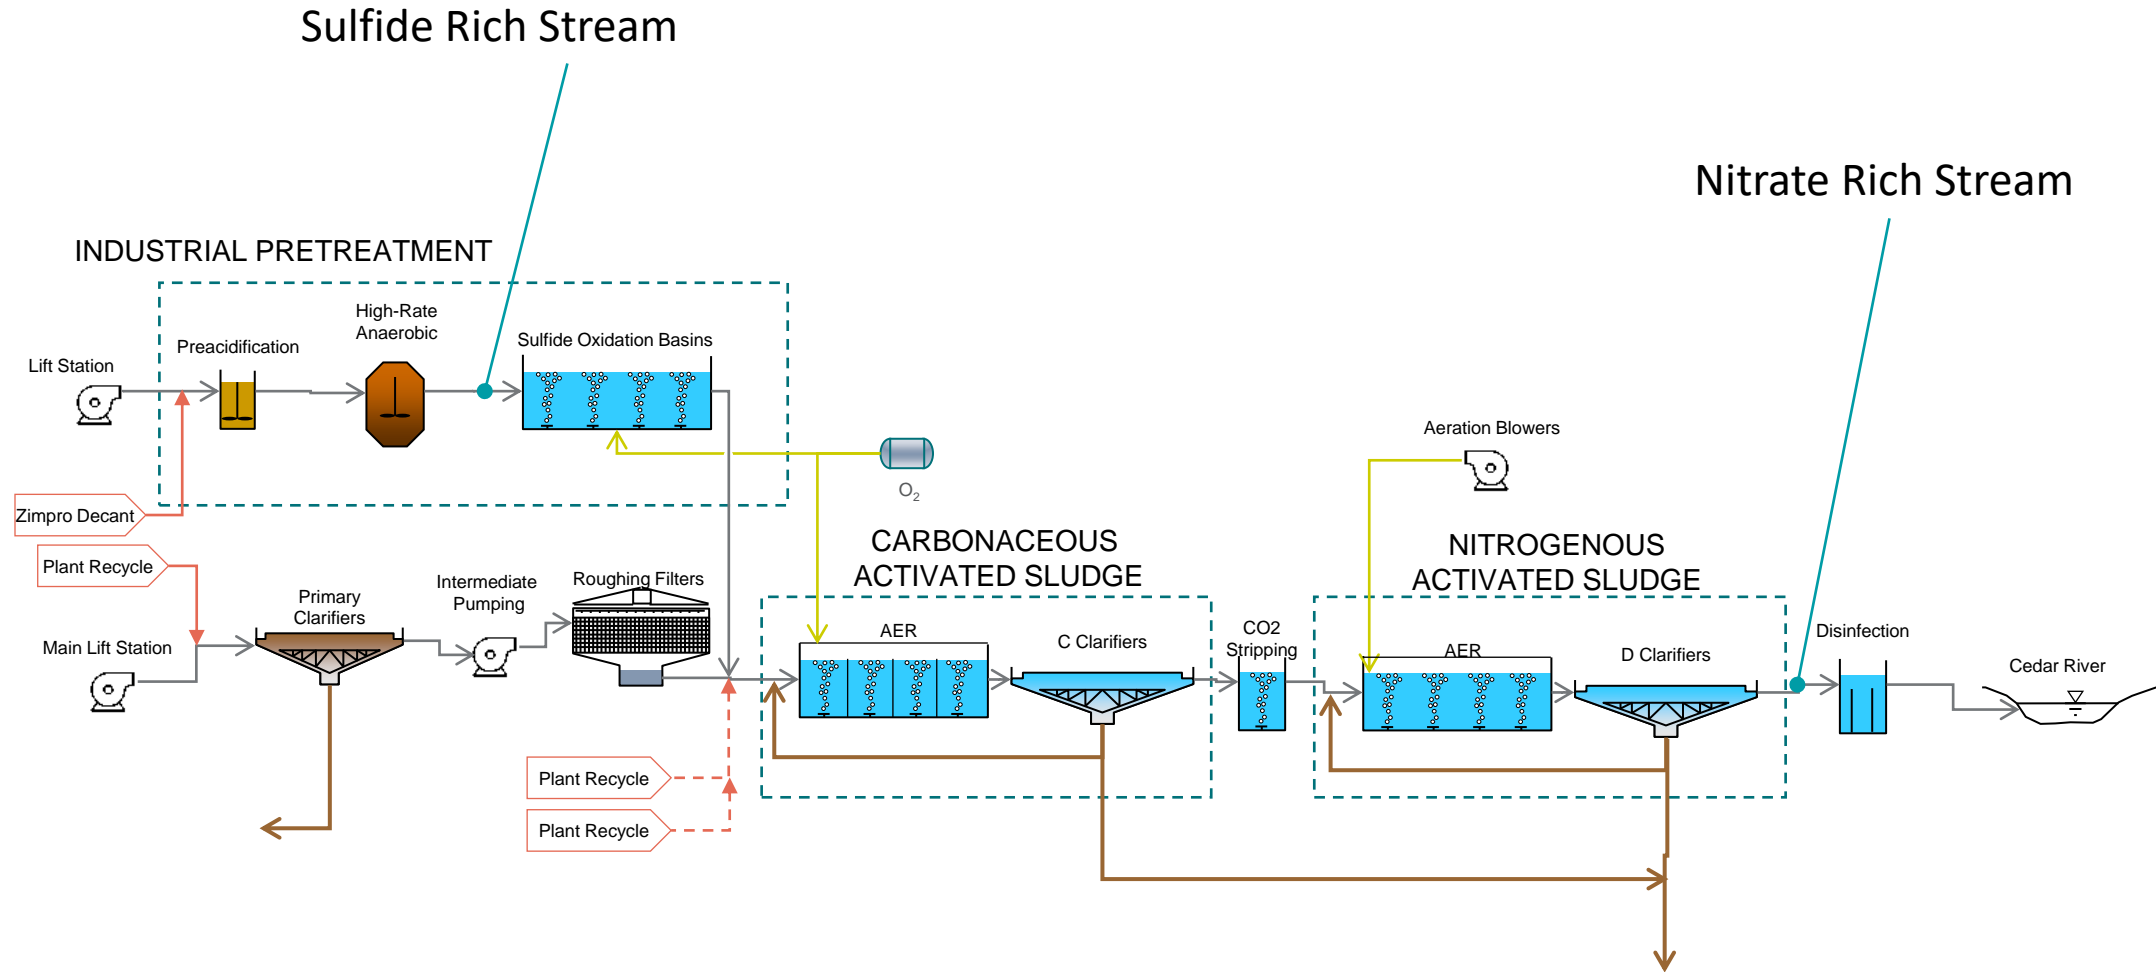 Sulfide Rich Stream
Nitrate Rich Stream
INDUSTRIAL PRETREATMENT
High-Rate
Anaerobic
Sulfide Oxidation Basins
Preacidification
Lift Station
Aeration Blowers
O2
Zimpro Decant
Plant Recycle
CARBONACEOUS
ACTIVATED SLUDGE
NITROGENOUS
ACTIVATED SLUDGE
Primary
Clarifiers
Intermediate
Pumping
Roughing Filters
Main Lift Station
AER
C Clarifiers
CO2
Stripping
AER
D Clarifiers
Disinfection
Cedar River
Plant Recycle
Plant Recycle